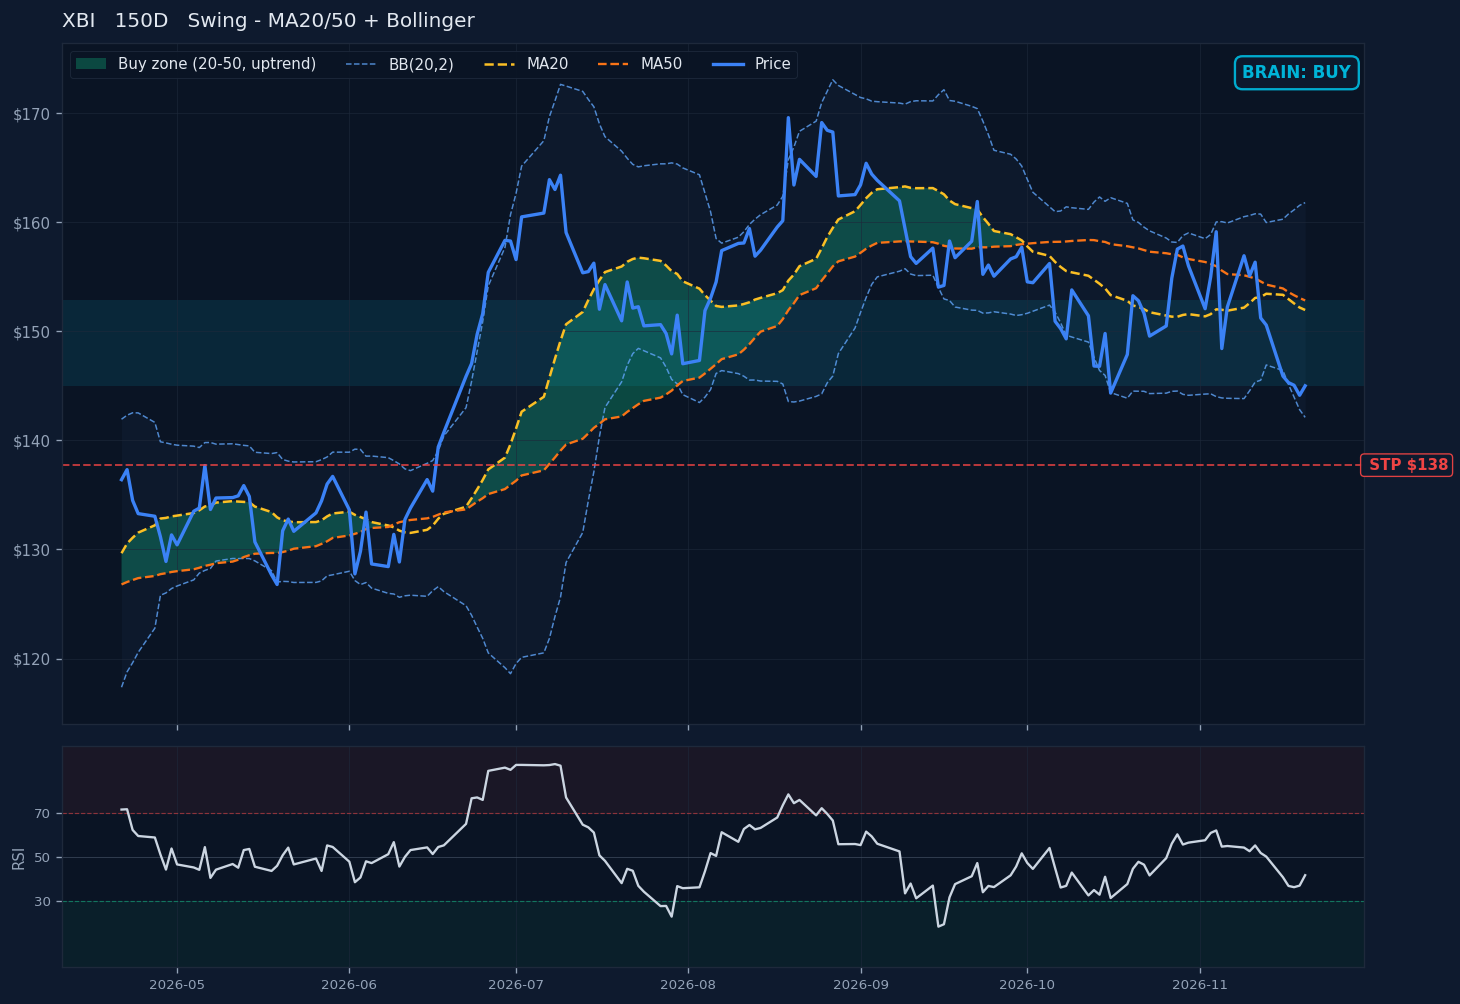 XBI   150D   Swing - MA20/50 + Bollinger
Buy zone (20-50, uptrend)   BB(20,2)   MA20   MA50   Price
BRAIN: BUY
$170
$160
$150
$140
STP $138
$130
$120
70
50
30
RSI
2026-05   2026-06   2026-07   2026-08   2026-09   2026-10   2026-11